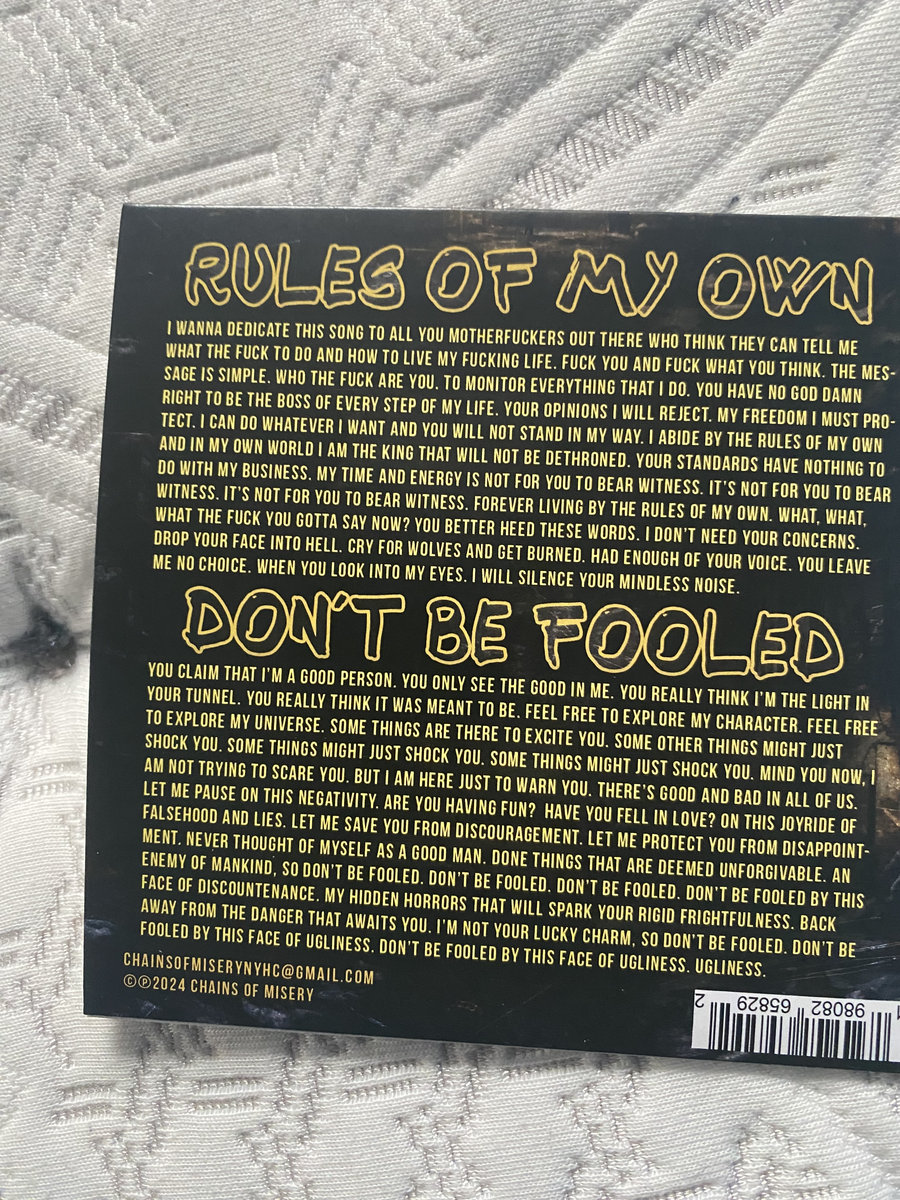 RULES OF MY OWN
I WANNA DEDICATE THIS SONG TO ALL YOU MOTHERFUCKERS OUT THERE WHO THINK THEY CAN TELL ME
WHAT THE FUCK TO DO AND HOW TO LIVE MY FUCKING LIFE. FUCK YOU AND FUCK WHAT YOU THINK. THE MES-
SAGE IS SIMPLE. WHO THE FUCK ARE YOU. TO MONITOR EVERYTHING THAT I DO. YOU HAVE NO GOD DAMN
RIGHT TO BE THE BOSS OF EVERY STEP OF MY LIFE. YOUR OPINIONS I WILL REJECT. MY FREEDOM I MUST PRO-
TECT. I CAN DO WHATEVER I WANT AND YOU WILL NOT STAND IN MY WAY. I ABIDE BY THE RULES OF MY OWN
AND IN MY OWN WORLD I AM THE KING THAT WILL NOT BE DETHRONED. YOUR STANDARDS HAVE NOTHING TO
DO WITH MY BUSINESS. MY TIME AND ENERGY IS NOT FOR YOU TO BEAR WITNESS. IT'S NOT FOR YOU TO BEAR
WITNESS. IT'S NOT FOR YOU TO BEAR WITNESS. FOREVER LIVING BY THE RULES OF MY OWN. WHAT, WHAT,
WHAT THE FUCK YOU GOTTA SAY NOW? YOU BETTER HEED THESE WORDS. I DON'T NEED YOUR CONCERNS.
DROP YOUR FACE INTO HELL. CRY FOR WOLVES AND GET BURNED. HAD ENOUGH OF YOUR VOICE. YOU LEAVE
ME NO CHOICE. WHEN YOU LOOK INTO MY EYES. I WILL SILENCE YOUR MINDLESS NOISE.
DON'T BE FOOLED
YOU CLAIM THAT I'M A GOOD PERSON. YOU ONLY SEE THE GOOD IN ME. YOU REALLY THINK I'M THE LIGHT IN
YOUR TUNNEL. YOU REALLY THINK IT WAS MEANT TO BE. FEEL FREE TO EXPLORE MY CHARACTER. FEEL FREE
TO EXPLORE MY UNIVERSE. SOME THINGS ARE THERE TO EXCITE YOU. SOME OTHER THINGS MIGHT JUST
SHOCK YOU. SOME THINGS MIGHT JUST SHOCK YOU. SOME THINGS MIGHT JUST SHOCK YOU. MIND YOU NOW, I
AM NOT TRYING TO SCARE YOU. BUT I AM HERE JUST TO WARN YOU. THERE'S GOOD AND BAD IN ALL OF US.
LET ME PAUSE ON THIS NEGATIVITY. ARE YOU HAVING FUN? HAVE YOU FELL IN LOVE? ON THIS JOYRIDE OF
FALSEHOOD AND LIES. LET ME SAVE YOU FROM DISCOURAGEMENT. LET ME PROTECT YOU FROM DISAPPOINT-
MENT. NEVER THOUGHT OF MYSELF AS A GOOD MAN. DONE THINGS THAT ARE DEEMED UNFORGIVABLE. AN
ENEMY OF MANKIND, SO DON'T BE FOOLED. DON'T BE FOOLED. DON'T BE FOOLED. DON'T BE FOOLED BY THIS
FACE OF DISCOUNTENANCE. MY HIDDEN HORRORS THAT WILL SPARK YOUR RIGID FRIGHTFULNESS. BACK
AWAY FROM THE DANGER THAT AWAITS YOU. I'M NOT YOUR LUCKY CHARM, SO DON'T BE FOOLED. DON'T BE
FOOLED BY THIS FACE OF UGLINESS. DON'T BE FOOLED BY THIS FACE OF UGLINESS. UGLINESS.
CHAINSOFMISERYNYHC@GMAIL.COM
©℗2024 CHAINS OF MISERY
1 98082 65829 2